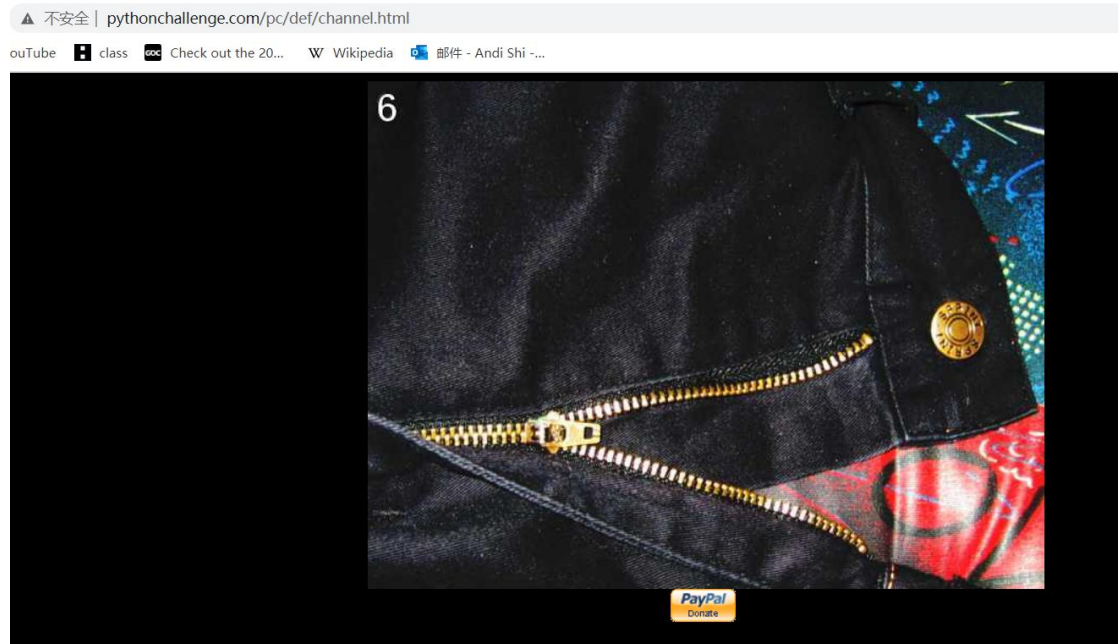 不安全 | pythonchallenge.com/pc/def/channel.html
ouTube class GOC Check out the 20... W Wikipedia 邮件 - Andi Shi -...
6
PayPal
Donate